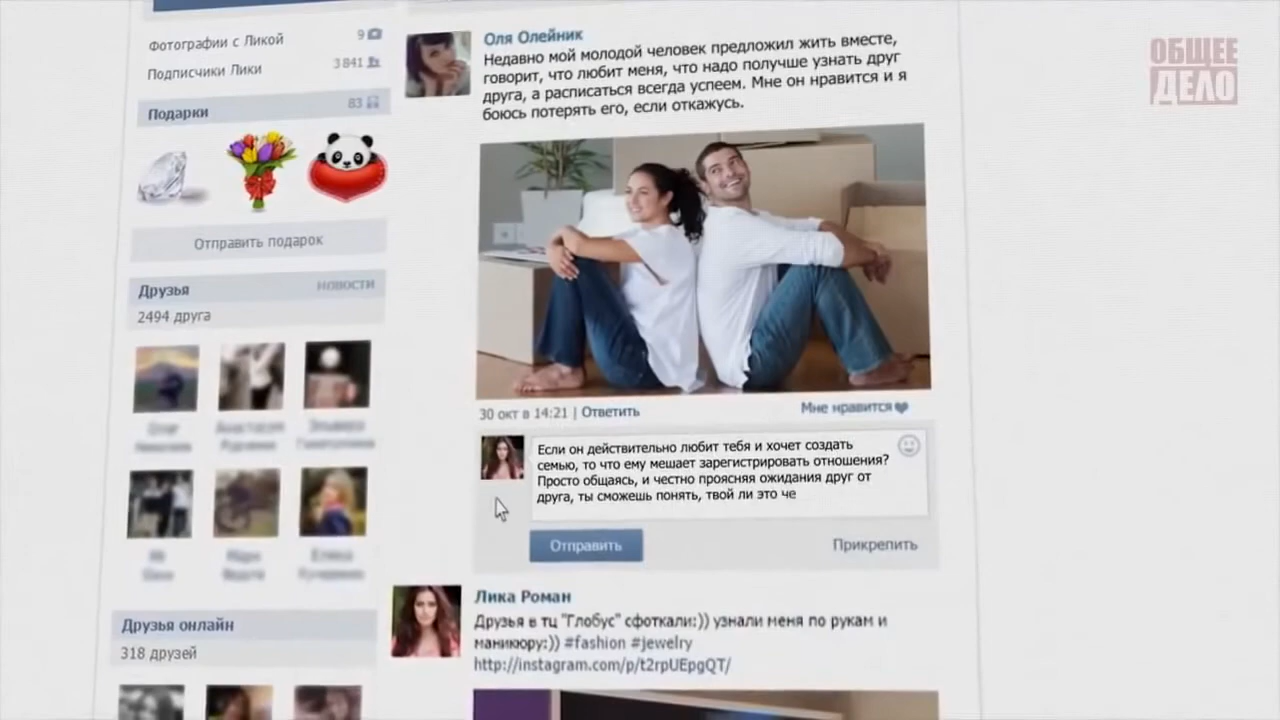 Фотографии с Ликой 9
Подписчики Лики 3 841
Подарки 83
Отправить подарок
Друзья новости
2494 друга
Друзья онлайн
318 друзей
Оля Олейник
Недавно мой молодой человек предложил жить вместе,
говорит, что любит меня, что надо получше узнать друг
друга, а расписаться всегда успеем. Мне он нравится и я
боюсь потерять его, если откажусь.
30 окт в 14:21 | Ответить Мне нравится
Если он действительно любит тебя и хочет создать
семью, то что ему мешает зарегистрировать отношения?
Просто общаясь, и честно проясняя ожидания друг от
друга, ты сможешь понять, твой ли это че
Отправить Прикрепить
Лика Роман
Друзья в тц "Глобус" сфоткали:)) узнали меня по рукам и
маникюру:)) #fashion #jewelry
http://instagram.com/p/t2rpUEpgQT/
ОБЩЕЕ
ДЕЛО